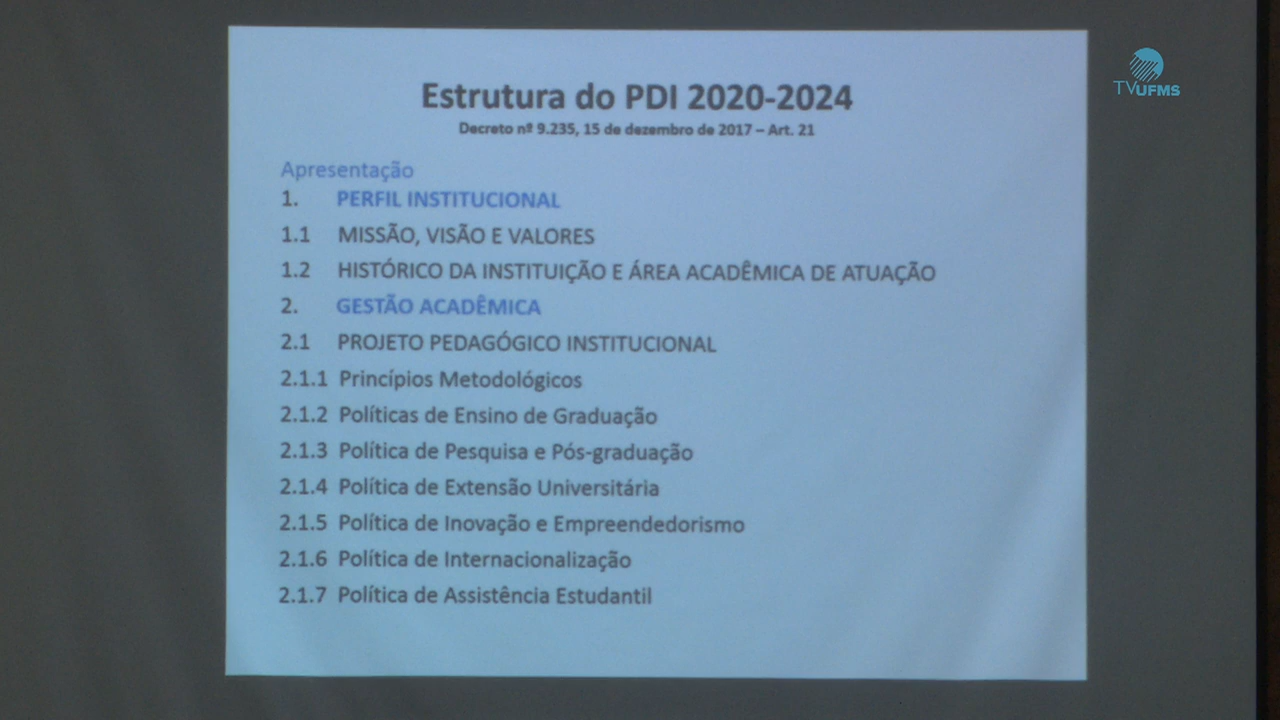 Estrutura do PDI 2020-2024
Decreto nº 9.235, 15 de dezembro de 2017 – Art. 21
Apresentação
1. PERFIL INSTITUCIONAL
1.1 MISSÃO, VISÃO E VALORES
1.2 HISTÓRICO DA INSTITUIÇÃO E ÁREA ACADÊMICA DE ATUAÇÃO
2. GESTÃO ACADÊMICA
2.1 PROJETO PEDAGÓGICO INSTITUCIONAL
2.1.1 Princípios Metodológicos
2.1.2 Políticas de Ensino de Graduação
2.1.3 Política de Pesquisa e Pós-graduação
2.1.4 Política de Extensão Universitária
2.1.5 Política de Inovação e Empreendedorismo
2.1.6 Política de Internacionalização
2.1.7 Política de Assistência Estudantil
TVUFMS